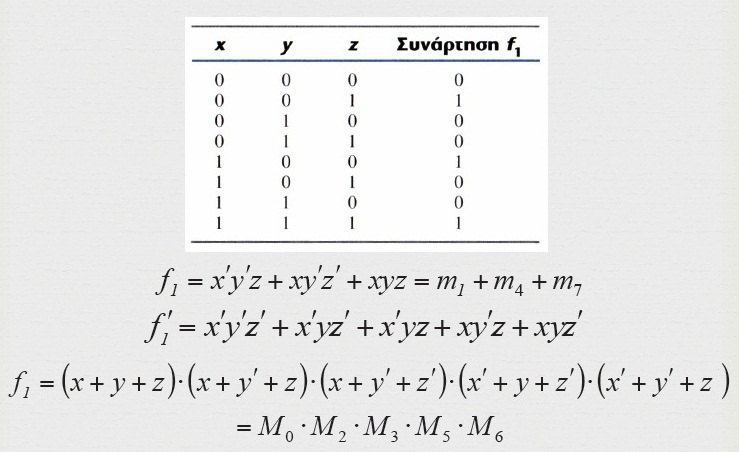 x y z Συνάρτηση f₁
0 0 0 0
0 0 1 1
0 1 0 0
0 1 1 0
1 0 0 1
1 0 1 0
1 1 0 0
1 1 1 1
f₁ = x′y′z + xy′z′ + xyz = m₁ + m₄ + m₇
f₁′ = x′y′z′ + x′yz′ + x′yz + xy′z + xyz′
f₁ = (x + y + z)·(x + y′ + z)·(x + y′ + z′)·(x′ + y + z′)·(x′ + y′ + z)
= M₀ · M₂ · M₃ · M₅ · M₆